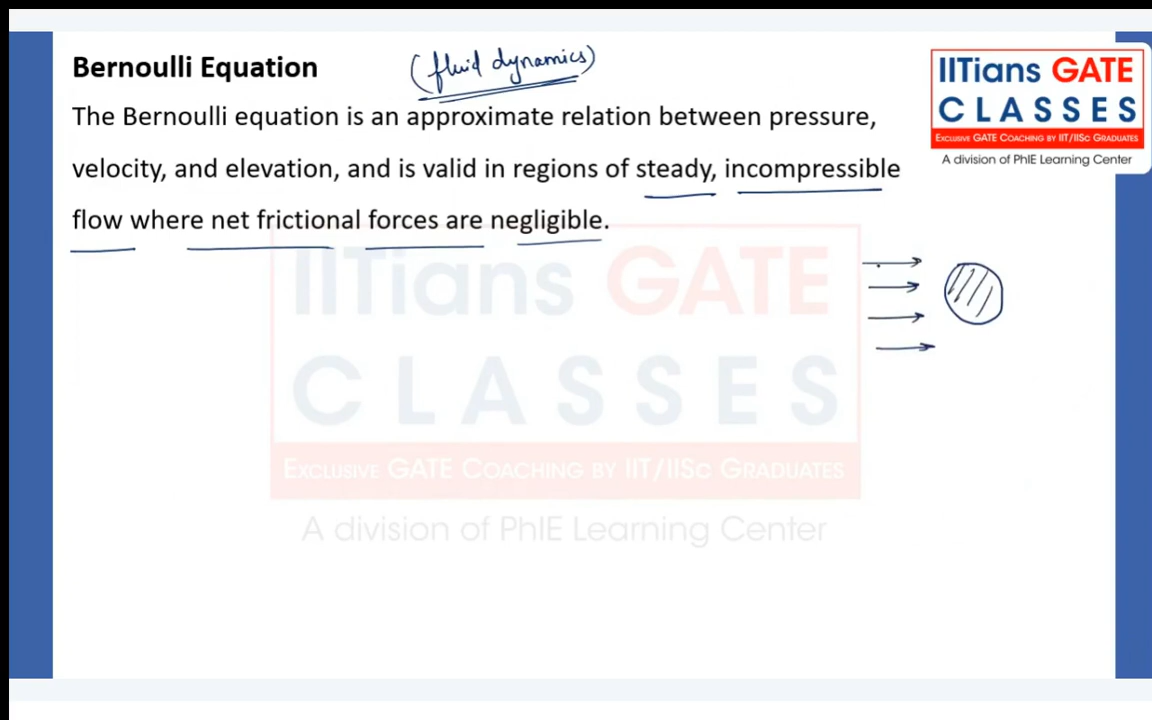 Bernoulli Equation (fluid dynamics)
The Bernoulli equation is an approximate relation between pressure,
velocity, and elevation, and is valid in regions of steady, incompressible
flow where net frictional forces are negligible.
IITians GATE
CLASSES
EXCLUSIVE GATE COACHING BY IIT/IISc GRADUATES
A division of PhIE Learning Center
IITians GATE
CLASSES
EXCLUSIVE GATE COACHING BY IIT/IISc GRADUATES
A division of PhIE Learning Center